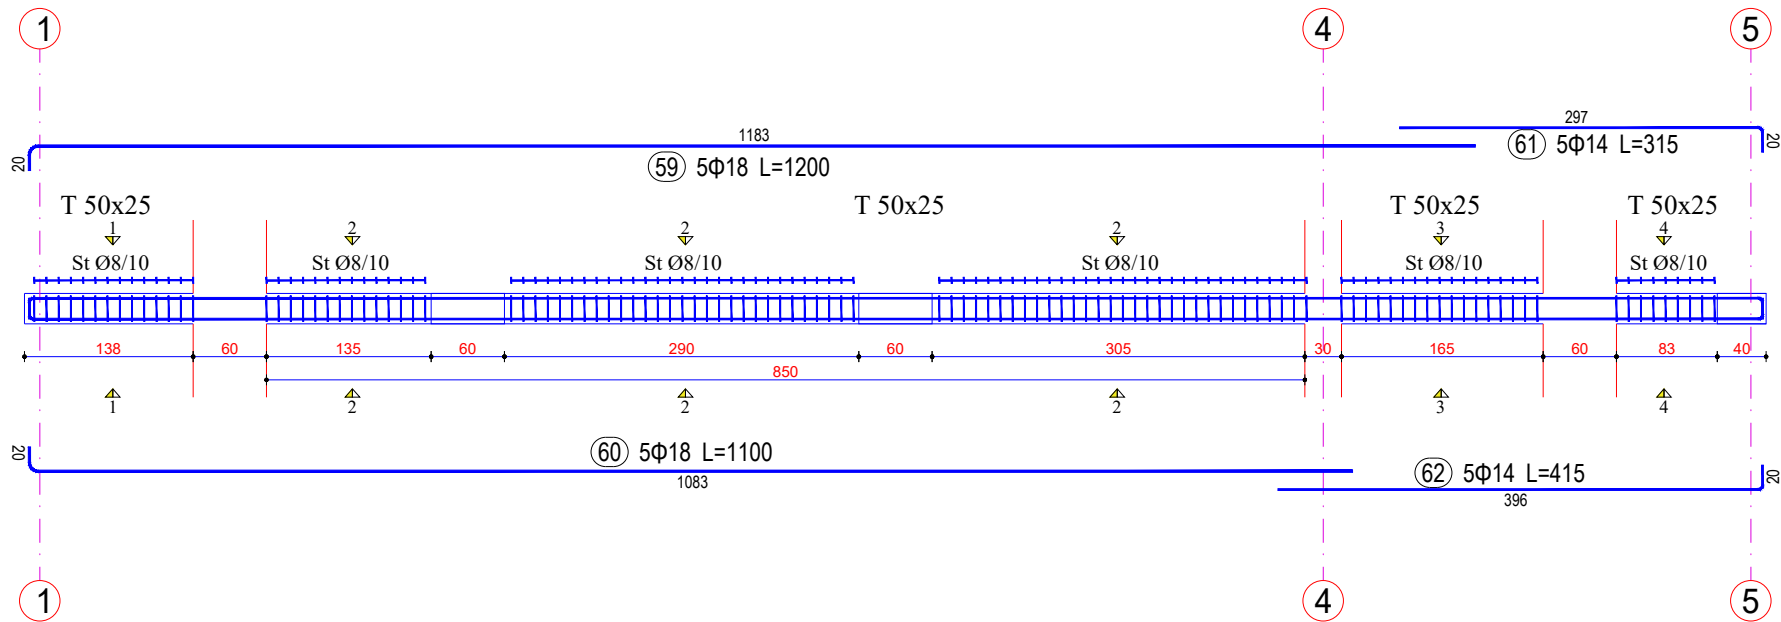 1 4 5
297
1183
61 5Φ14 L=315
20
20
59 5Φ18 L=1200
T 50x25 T 50x25 T 50x25 T 50x25
1 2 2 2 3 4
St Ø8/10 St Ø8/10 St Ø8/10 St Ø8/10 St Ø8/10 St Ø8/10
138 60 135 60 290 60 305 30 165 60 83 40
850
1 2 2 2 3 4
20
60 5Φ18 L=1100
62 5Φ14 L=415
20
1083
396
1 4 5